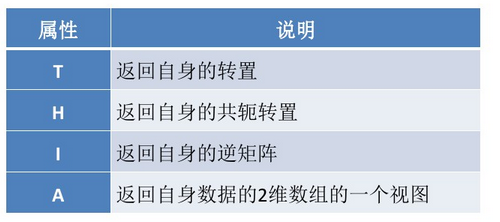 属性 说明
T 返回自身的转置
H 返回自身的共轭转置
I 返回自身的逆矩阵
A 返回自身数据的2维数组的一个视图